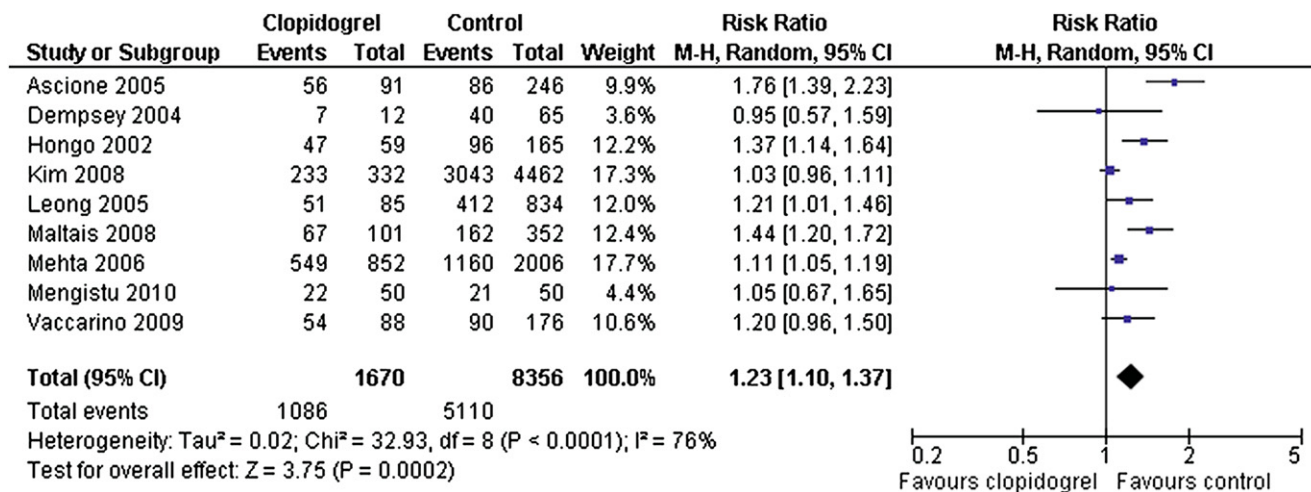 Clopidogrel Control Risk Ratio Risk Ratio
Study or Subgroup Events Total Events Total Weight M-H, Random, 95% CI M-H, Random, 95% CI
Ascione 2005 56 91 86 246 9.9% 1.76 [1.39, 2.23]
Dempsey 2004 7 12 40 65 3.6% 0.95 [0.57, 1.59]
Hongo 2002 47 59 96 165 12.2% 1.37 [1.14, 1.64]
Kim 2008 233 332 3043 4462 17.3% 1.03 [0.96, 1.11]
Leong 2005 51 85 412 834 12.0% 1.21 [1.01, 1.46]
Maltais 2008 67 101 162 352 12.4% 1.44 [1.20, 1.72]
Mehta 2006 549 852 1160 2006 17.7% 1.11 [1.05, 1.19]
Mengistu 2010 22 50 21 50 4.4% 1.05 [0.67, 1.65]
Vaccarino 2009 54 88 90 176 10.6% 1.20 [0.96, 1.50]
Total (95% CI) 1670 8356 100.0% 1.23 [1.10, 1.37]
Total events 1086 5110
Heterogeneity: Tau² = 0.02; Chi² = 32.93, df = 8 (P < 0.0001); I² = 76%
Test for overall effect: Z = 3.75 (P = 0.0002)
0.2 0.5 1 2 5
Favours clopidogrel Favours control